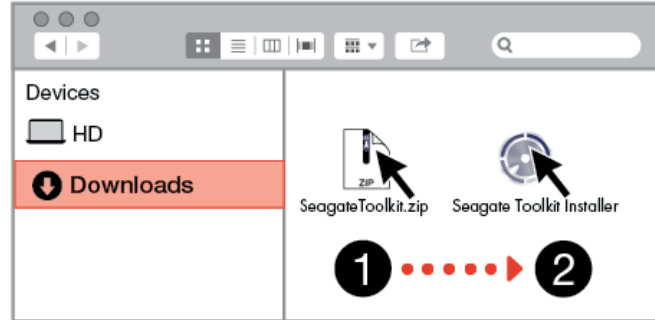 Devices
HD
Downloads
ZIP
SeagateToolkit.zip
Seagate Toolkit Installer
1
2